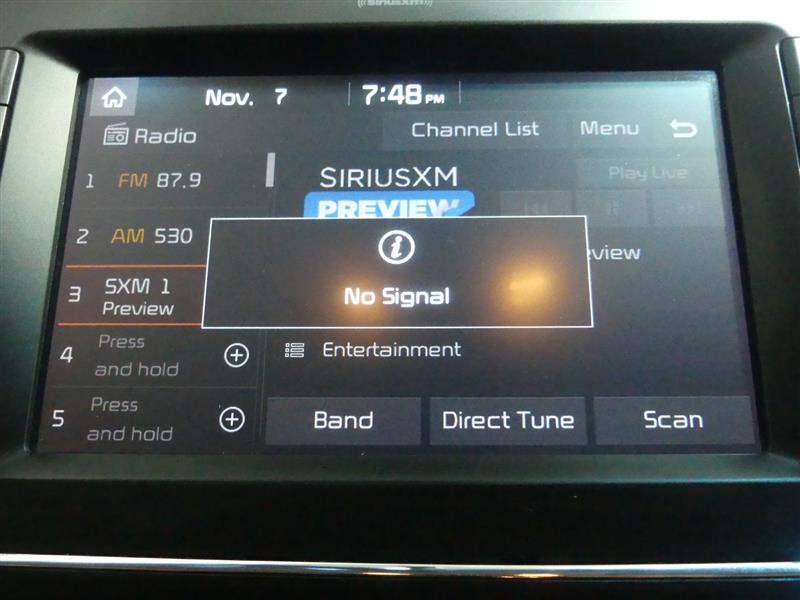 SIRIUSXM
Nov. 7 7:48 PM
Radio Channel List Menu
1 FM 87.9
SIRIUSXM Play Live
PREVIEW
2 AM 530
3 SXM 1
Preview
No Signal
4 Press
and hold
Entertainment
5 Press
and hold
Band Direct Tune Scan